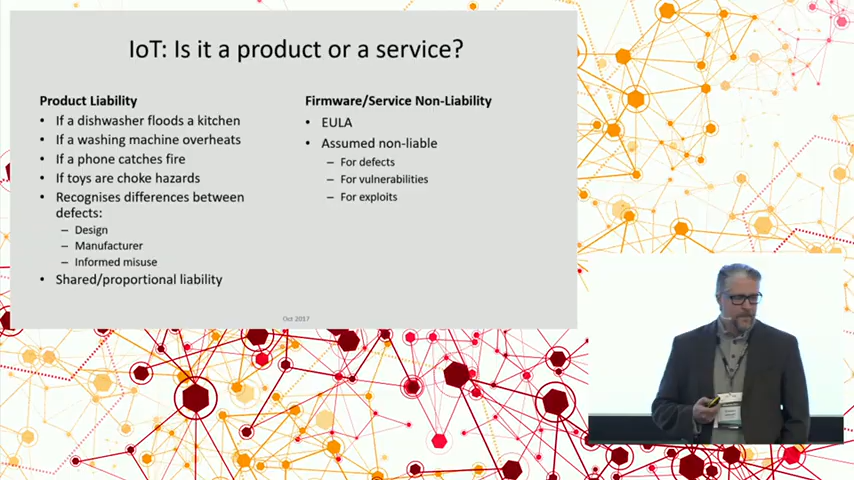 IoT: Is it a product or a service?
Product Liability
• If a dishwasher floods a kitchen
• If a washing machine overheats
• If a phone catches fire
• If toys are choke hazards
• Recognises differences between
defects:
– Design
– Manufacturer
– Informed misuse
• Shared/proportional liability
Firmware/Service Non-Liability
• EULA
• Assumed non-liable
– For defects
– For vulnerabilities
– For exploits
Oct 2017